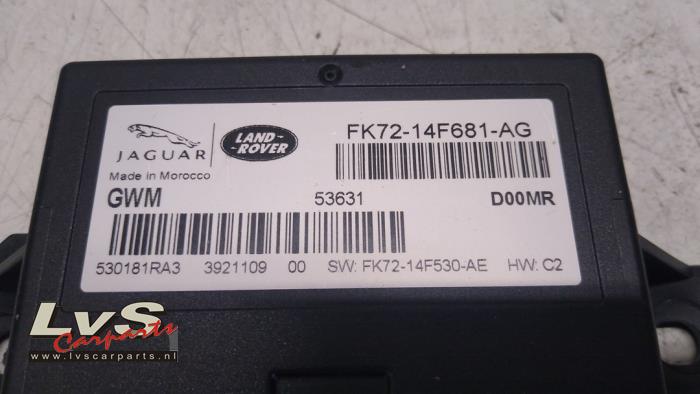 JAGUAR
LAND
ROVER
FK72-14F681-AG
Made in Morocco
GWM 53631 D00MR
530181RA3 3921109 00 SW: FK72-14F530-AE HW: C2
LvS
Carparts
www.lvscarparts.nl